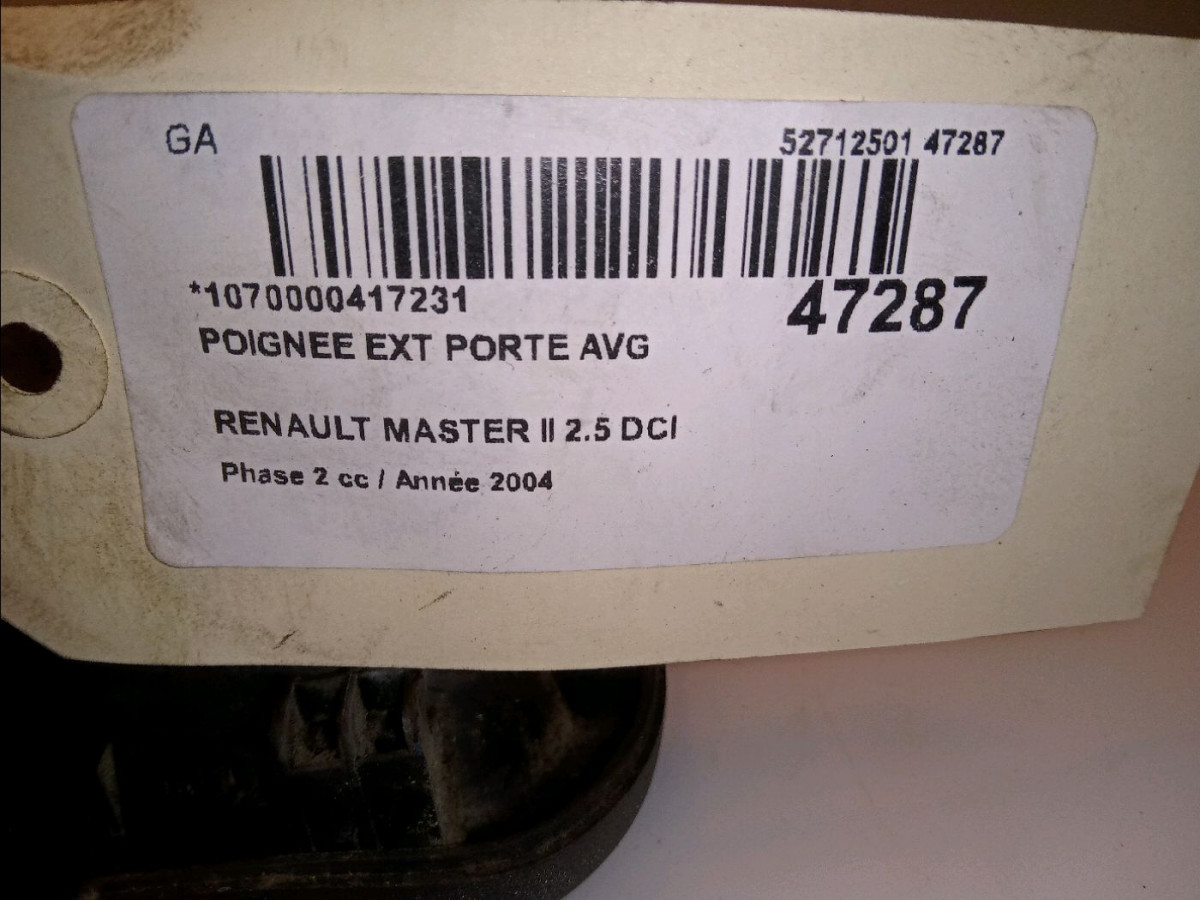 GA
52712501 47287
*1070000417231
47287
POIGNEE EXT PORTE AVG
RENAULT MASTER II 2.5 DCI
Phase 2 cc / Année 2004